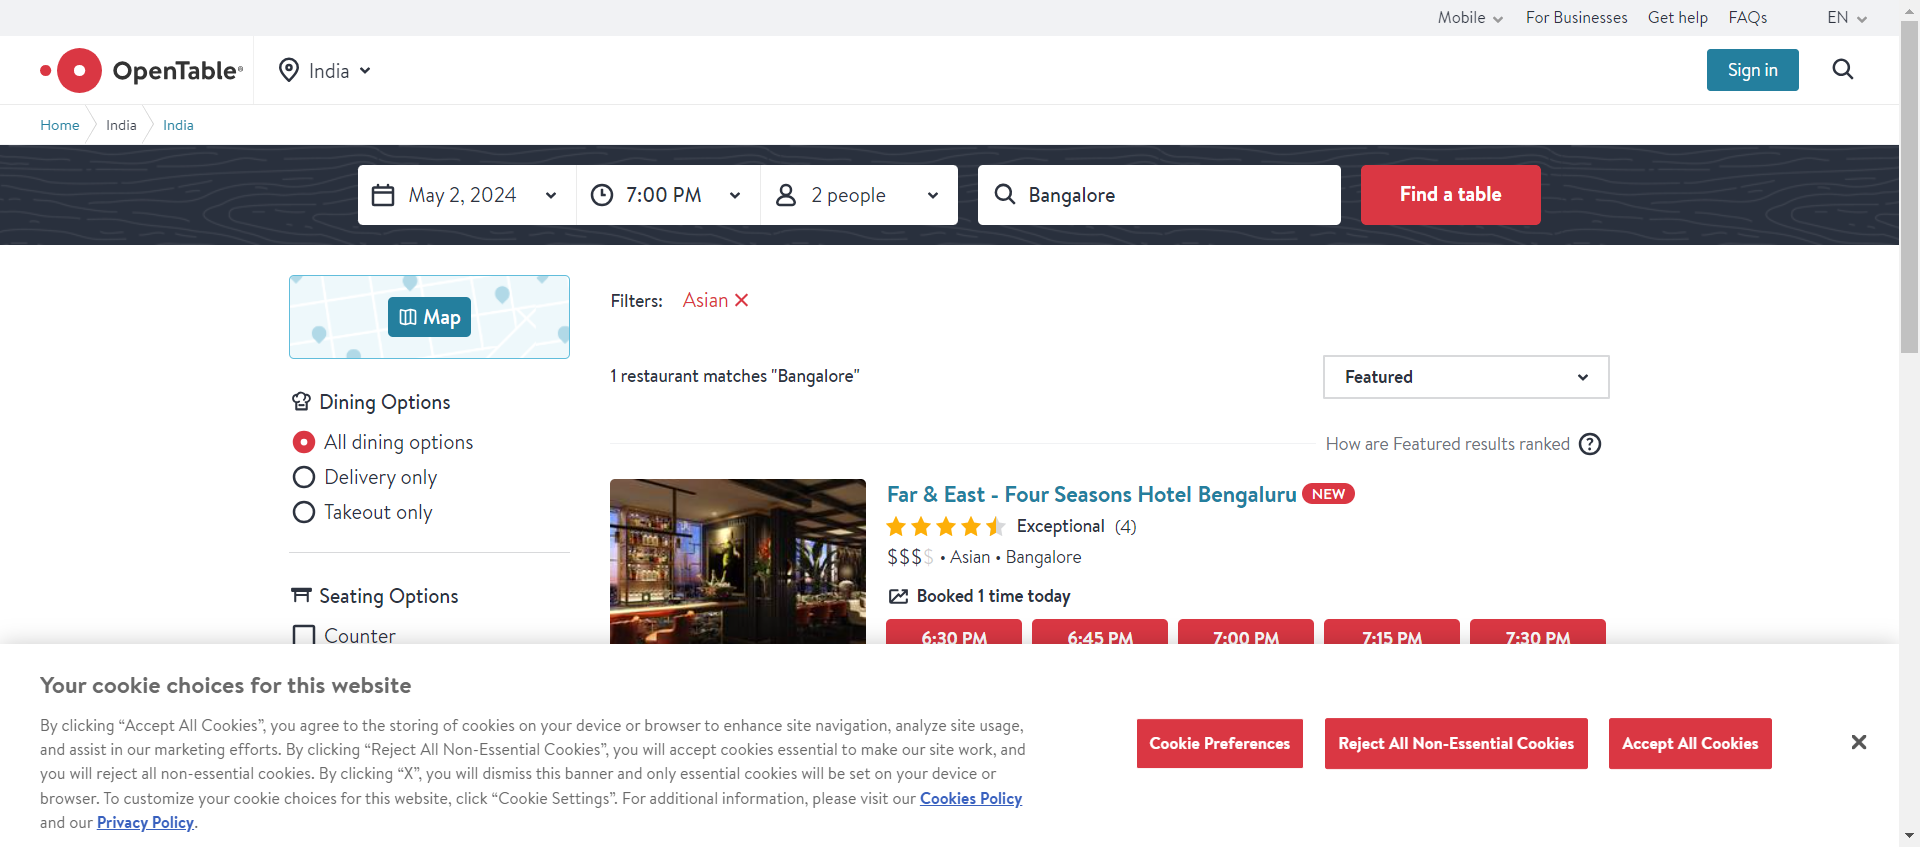 Mobile
For Businesses
Get help
FAQs
EN
OpenTable®
India
Sign in
Home
India
India
May 2, 2024
7:00 PM
2 people
Bangalore
Find a table
Map
Filters:
Asian
1 restaurant matches "Bangalore"
Featured
How are Featured results ranked
Dining Options
All dining options
Delivery only
Takeout only
Seating Options
Counter
Far & East - Four Seasons Hotel Bengaluru NEW
Exceptional (4)
$$$$ • Asian • Bangalore
Booked 1 time today
6:30 PM
6:45 PM
7:00 PM
7:15 PM
7:30 PM
Your cookie choices for this website
By clicking “Accept All Cookies”, you agree to the storing of cookies on your device or browser to enhance site navigation, analyze site usage,
and assist in our marketing efforts. By clicking “Reject All Non-Essential Cookies”, you will accept cookies essential to make our site work, and
you will reject all non-essential cookies. By clicking “X”, you will dismiss this banner and only essential cookies will be set on your device or
browser. To customize your cookie choices for this website, click “Cookie Settings”. For additional information, please visit our Cookies Policy
and our Privacy Policy.
Cookie Preferences
Reject All Non-Essential Cookies
Accept All Cookies